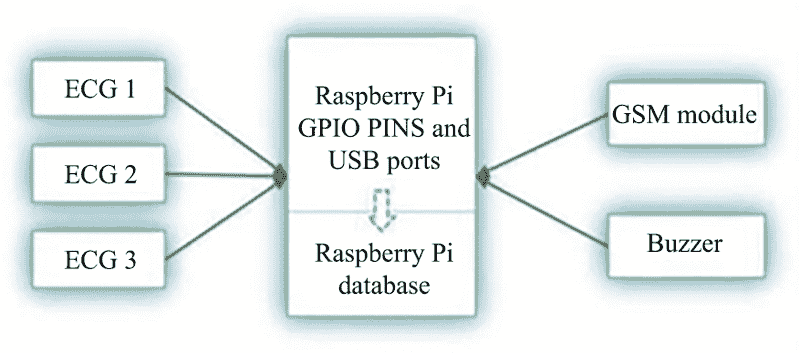 ECG 1
ECG 2
ECG 3
Raspberry Pi
GPIO PINS and
USB ports
Raspberry Pi
database
GSM module
Buzzer